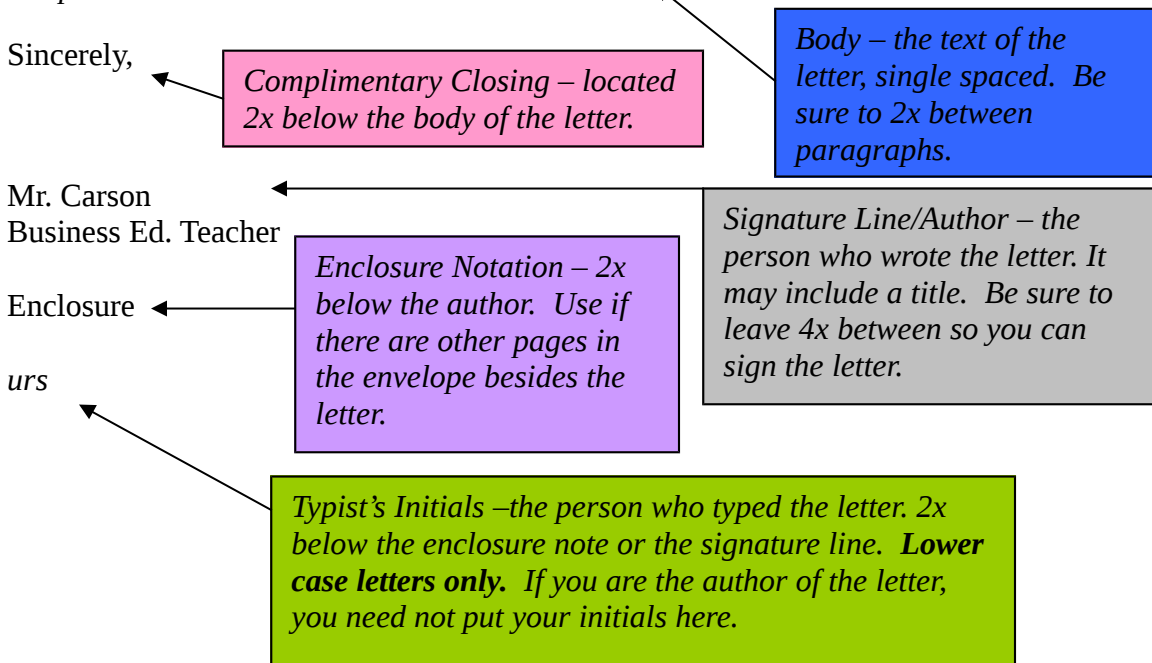 Sincerely,
Body – the text of the
letter, single spaced. Be
sure to 2x between
paragraphs.
Complimentary Closing – located
2x below the body of the letter.
Mr. Carson
Business Ed. Teacher
Signature Line/Author – the
person who wrote the letter. It
may include a title. Be sure to
leave 4x between so you can
sign the letter.
Enclosure Notation – 2x
below the author. Use if
there are other pages in
the envelope besides the
letter.
Enclosure
urs
Typist’s Initials –the person who typed the letter. 2x
below the enclosure note or the signature line. Lower
case letters only. If you are the author of the letter,
you need not put your initials here.